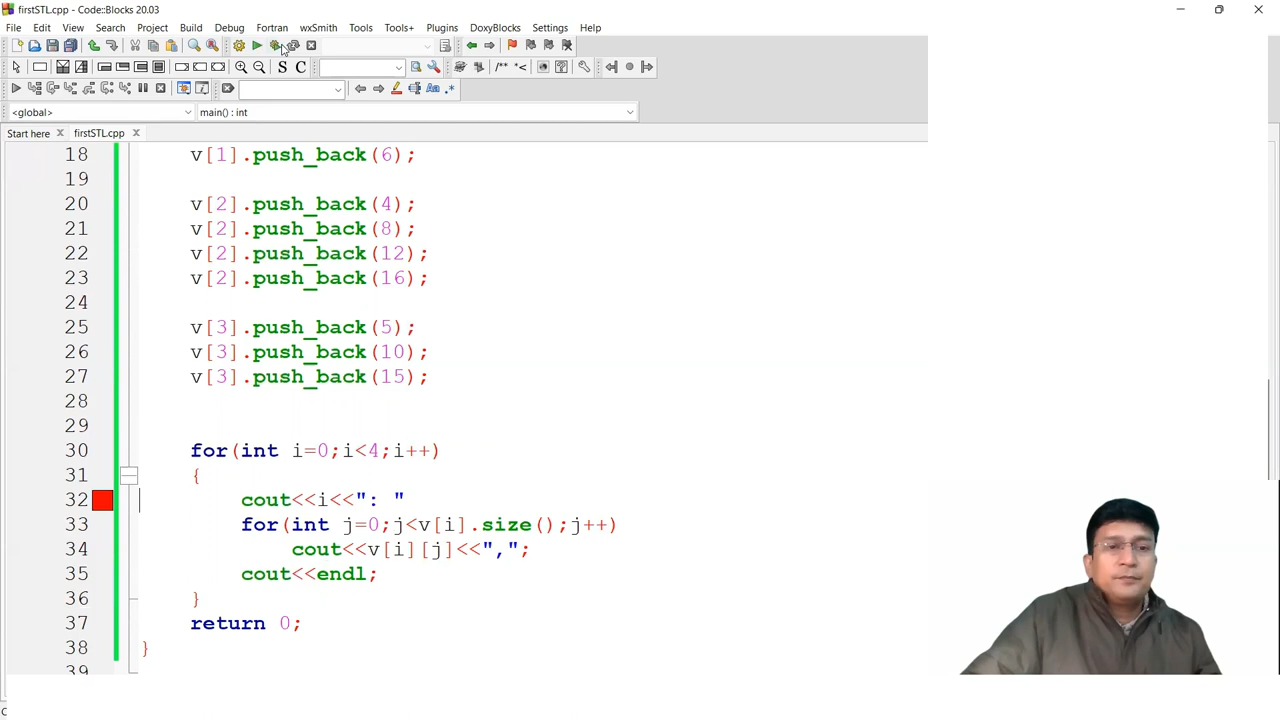 firstSTL.cpp - Code::Blocks 20.03
File Edit View Search Project Build Debug Fortran wxSmith Tools Tools+ Plugins DoxyBlocks Settings Help
S C /** *<
Aa .*
<global> main() : int
Start here firstSTL.cpp
18 v[1].push_back(6);
19
20 v[2].push_back(4);
21 v[2].push_back(8);
22 v[2].push_back(12);
23 v[2].push_back(16);
24
25 v[3].push_back(5);
26 v[3].push_back(10);
27 v[3].push_back(15);
28
29
30 for(int i=0;i<4;i++)
31 {
32 cout<<i<<": "
33 for(int j=0;j<v[i].size();j++)
34 cout<<v[i][j]<<",";
35 cout<<endl;
36 }
37 return 0;
38 }
39